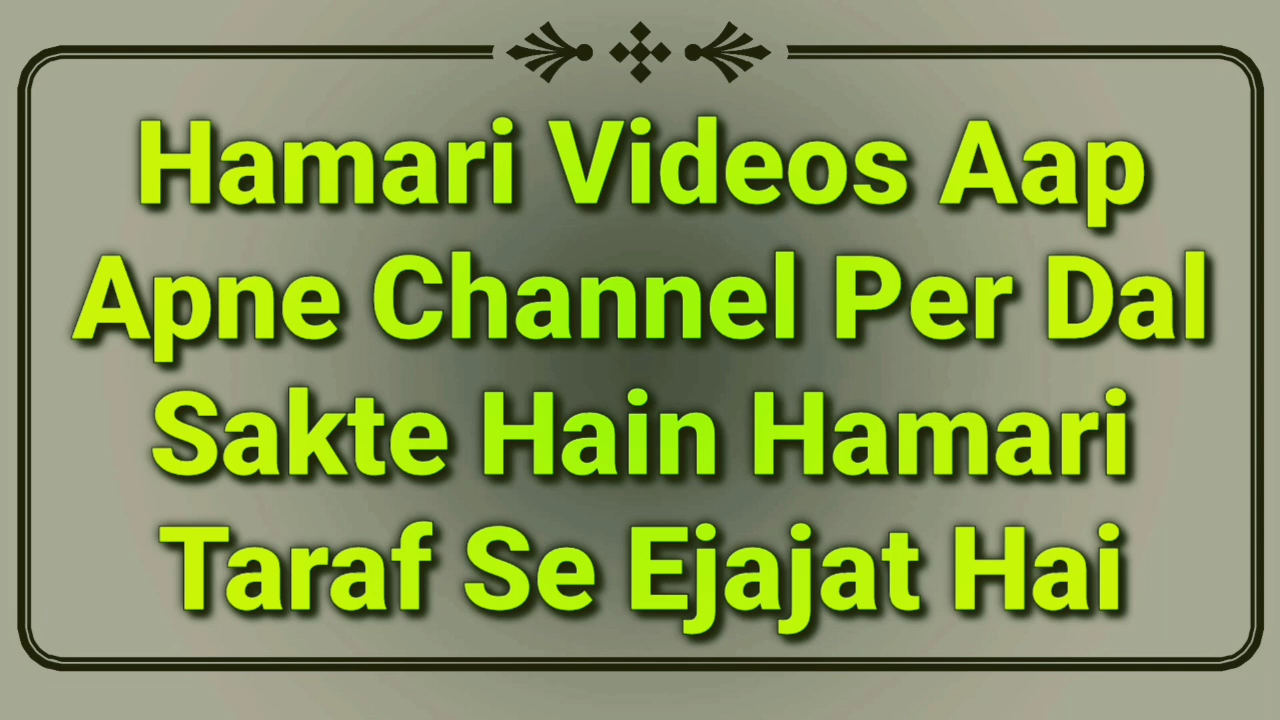 Hamari Videos Aap
Apne Channel Per Dal
Sakte Hain Hamari
Taraf Se Ejajat Hai